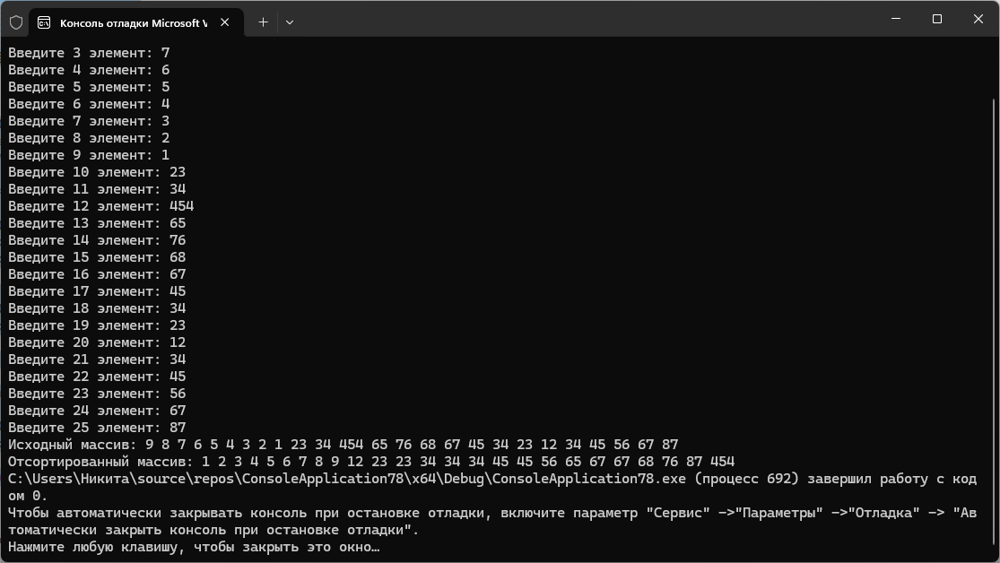 Консоль отладки Microsoft V
Введите 3 элемент: 7
Введите 4 элемент: 6
Введите 5 элемент: 5
Введите 6 элемент: 4
Введите 7 элемент: 3
Введите 8 элемент: 2
Введите 9 элемент: 1
Введите 10 элемент: 23
Введите 11 элемент: 34
Введите 12 элемент: 454
Введите 13 элемент: 65
Введите 14 элемент: 76
Введите 15 элемент: 68
Введите 16 элемент: 67
Введите 17 элемент: 45
Введите 18 элемент: 34
Введите 19 элемент: 23
Введите 20 элемент: 12
Введите 21 элемент: 34
Введите 22 элемент: 45
Введите 23 элемент: 56
Введите 24 элемент: 67
Введите 25 элемент: 87
Исходный массив: 9 8 7 6 5 4 3 2 1 23 34 454 65 76 68 67 45 34 23 12 34 45 56 67 87
Отсортированный массив: 1 2 3 4 5 6 7 8 9 12 23 23 34 34 34 45 45 56 65 67 67 68 76 87 454
C:\Users\Никита\source\repos\ConsoleApplication78\x64\Debug\ConsoleApplication78.exe (процесс 692) завершил работу с код
ом 0.
Чтобы автоматически закрывать консоль при остановке отладки, включите параметр "Сервис" ->"Параметры" ->"Отладка" -> "Ав
томатически закрыть консоль при остановке отладки".
Нажмите любую клавишу, чтобы закрыть это окно…